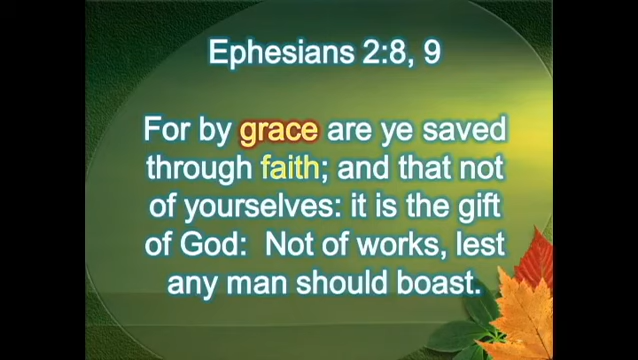 Ephesians 2:8, 9
For by grace are ye saved
through faith; and that not
of yourselves: it is the gift
of God:  Not of works, lest
any man should boast.